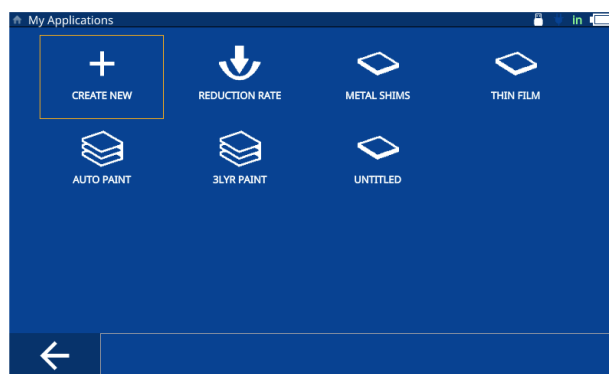 My Applications in
CREATE NEW REDUCTION RATE METAL SHIMS THIN FILM
AUTO PAINT 3LYR PAINT UNTITLED